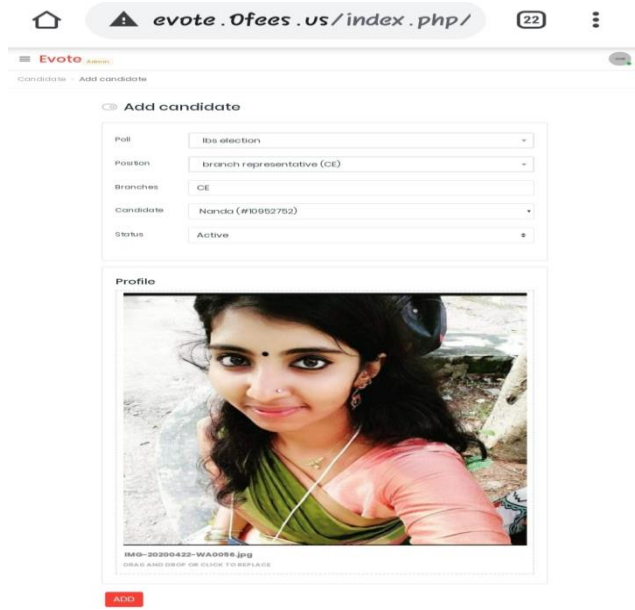 evote.0fees.us/index.php/ 22
Evote Admin
Candidate - Add candidate
Add candidate
Poll lbs election
Position branch representative (CE)
Branches CE
Candidate Nanda (#10952752)
Status Active
Profile
IMG-20200422-WA0056.jpg
DRAG AND DROP OR CLICK TO REPLACE
ADD